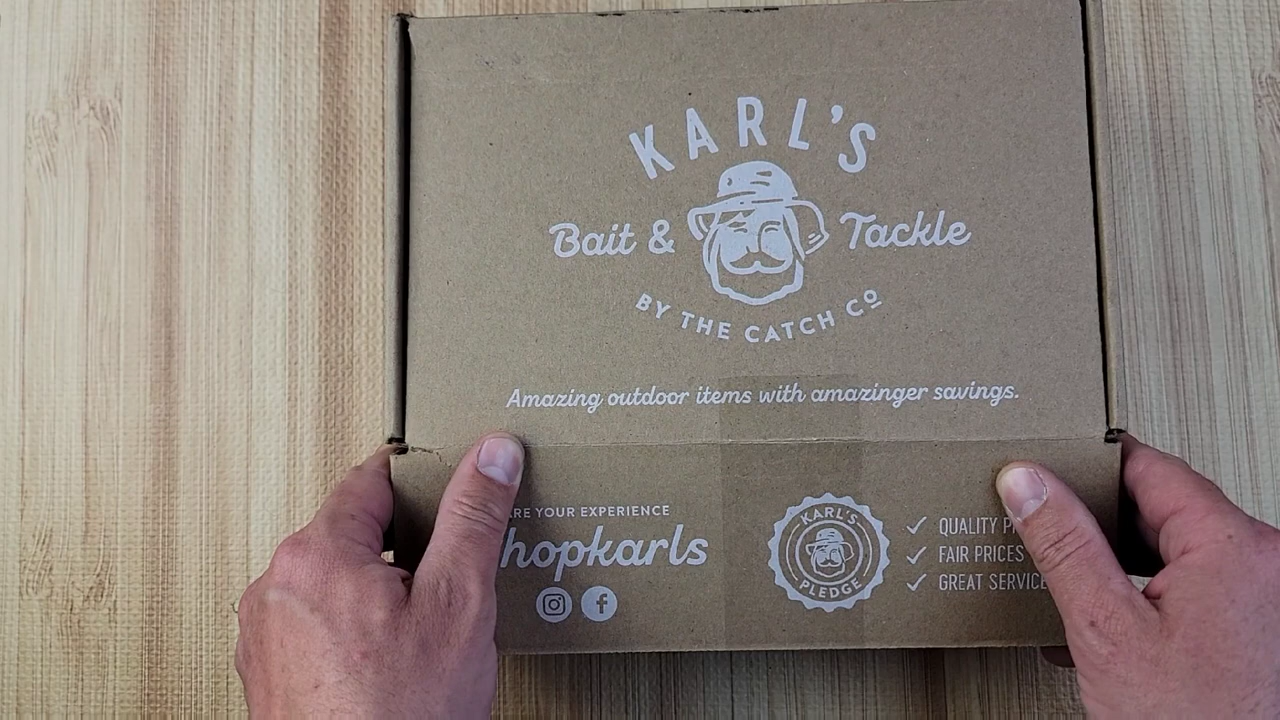 KARL'S
Bait & Tackle
BY THE CATCH Co
Amazing outdoor items with amazinger savings.
YOUR EXPERIENCE
hopkarls
KARL'S
PLEDGE
QUALITY
FAIR PRICES
GREAT SERVICE